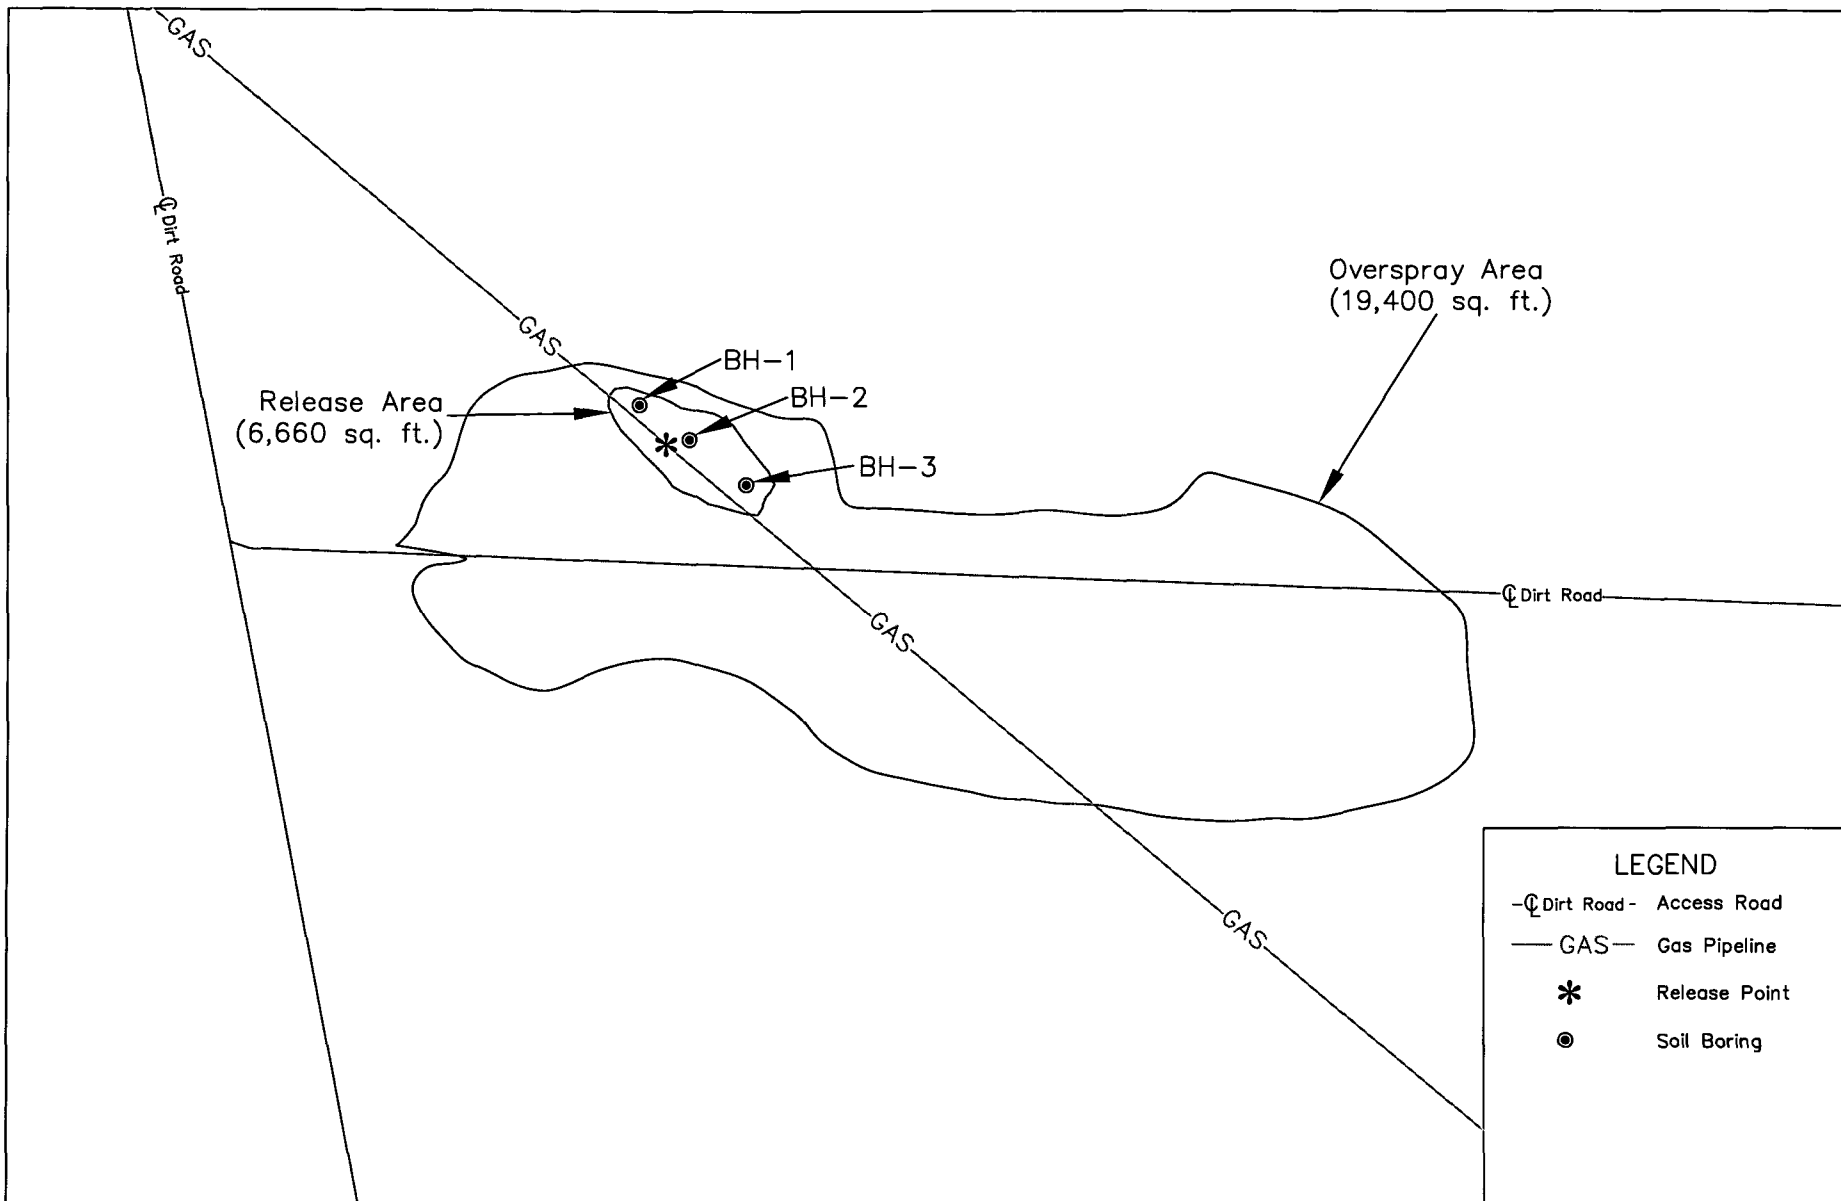 GAS
℄ Dirt Road
Overspray Area
(19,400 sq. ft.)
GAS
BH-1
Release Area
(6,660 sq. ft.)
BH-2
BH-3
℄ Dirt Road
GAS
GAS
LEGEND
-℄ Dirt Road- Access Road
GAS Gas Pipeline
Release Point
Soil Boring